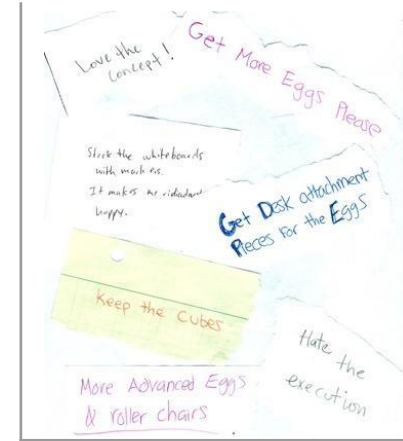 Love the
Concept!
Get More Eggs Please
Stock the whiteboards
with markers.
It makes me
happy.
Get Desk attachment
Pieces For the Eggs
Keep the Cubes
Hate the
execution
More Advanced Eggs
& roller chairs